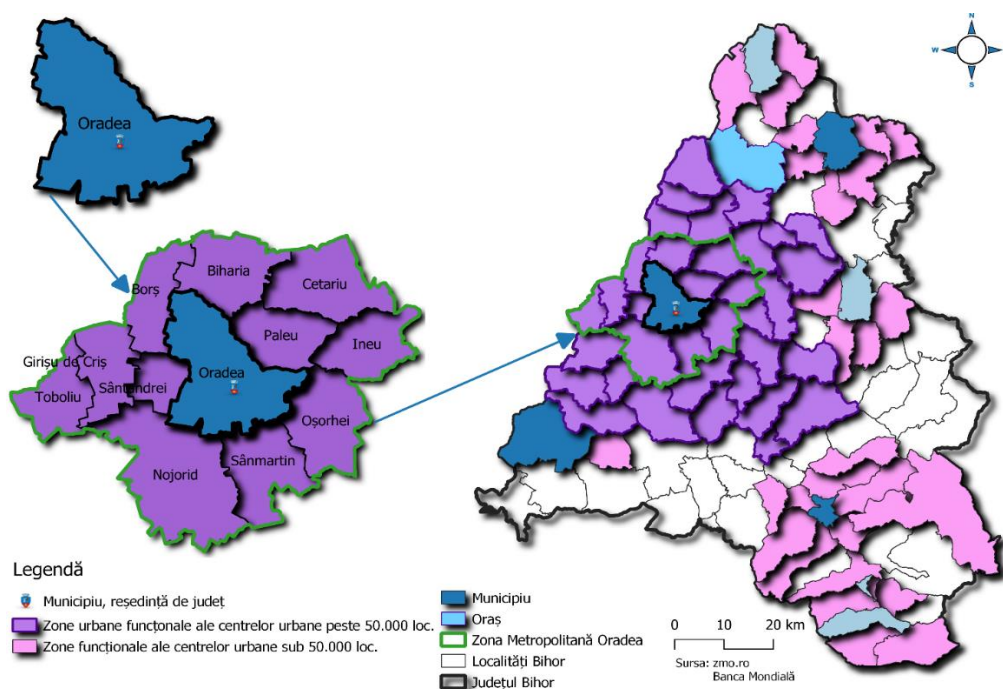 N
W
E
S
Oradea
Borș
Biharia
Cetariu
Paleu
Ineu
Girișu de Criș
Toboliu
Sântandrei
Oradea
Oșorhei
Sânmartin
Nojorid
Legendă
Municipiu, reședință de județ
Zone urbane funcționale ale centrelor urbane peste 50.000 loc.
Zone funcționale ale centrelor urbane sub 50.000 loc.
Municipiu
Oraș
Zona Metropolitană Oradea
Localități Bihor
Județul Bihor
0 10 20 km
Sursa: zmo.ro
Banca Mondială